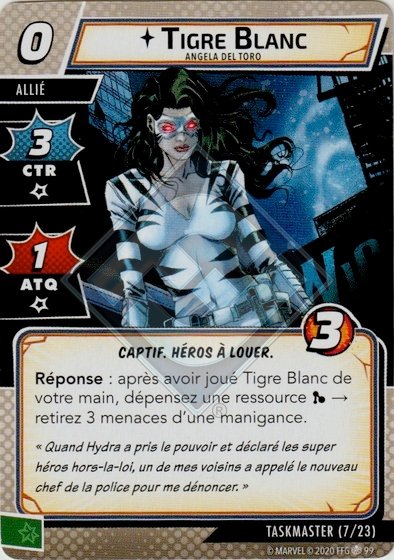 0
Tigre Blanc
Angela del Toro
Allié
3
CTR
1
ATQ
3
Captif. Héros à louer.
Réponse : après avoir joué Tigre Blanc de
votre main, dépensez une ressource →
retirez 3 menaces d'une manigance.
« Quand Hydra a pris le pouvoir et déclaré les super
héros hors-la-loi, un de mes voisins a appelé le nouveau
chef de la police pour me dénoncer. »
Taskmaster (7/23)
© MARVEL © 2020 FFG 99